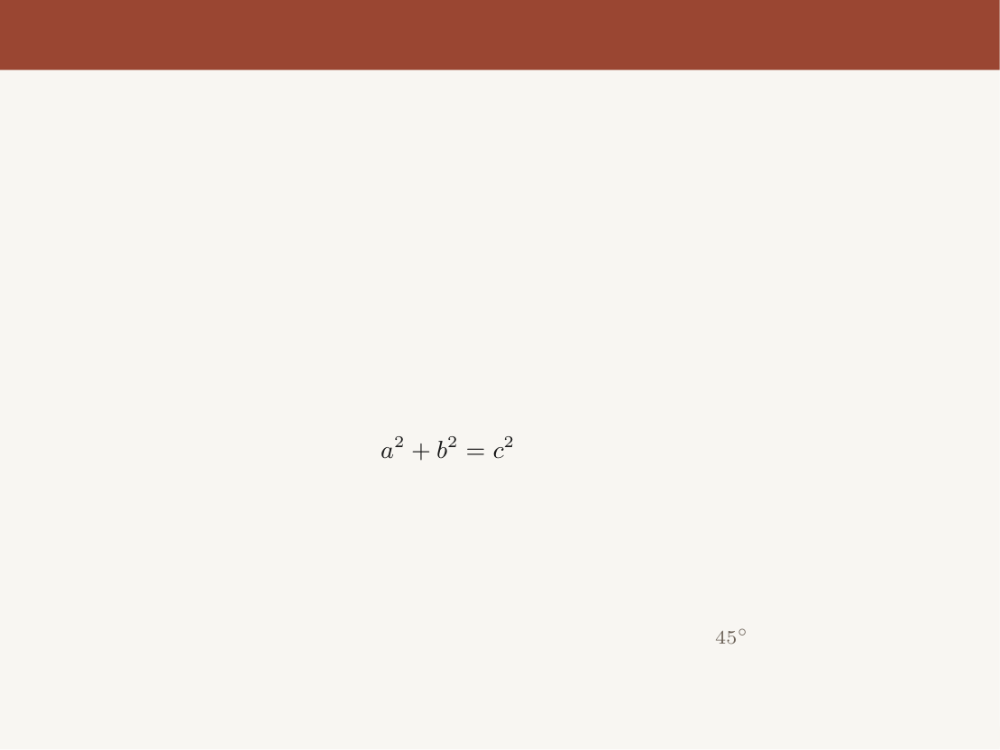 a² + b² = c²
45°